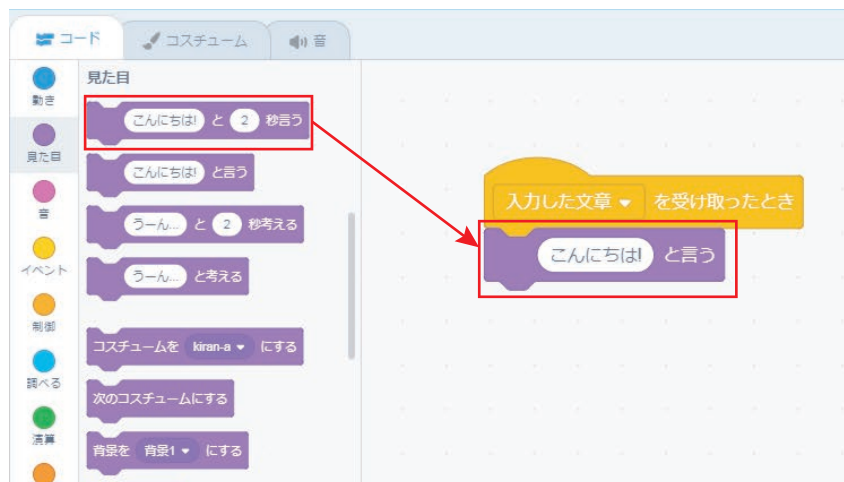 コード
コスチューム
音
動き
見た目
音
イベント
制御
調べる
演算
見た目
こんにちは! と 2 秒言う
こんにちは! と言う
うーん... と 2 秒考える
うーん... と考える
コスチュームを kiran-a にする
次のコスチュームにする
背景を 背景1 にする
入力した文章 を受け取ったとき
こんにちは! と言う